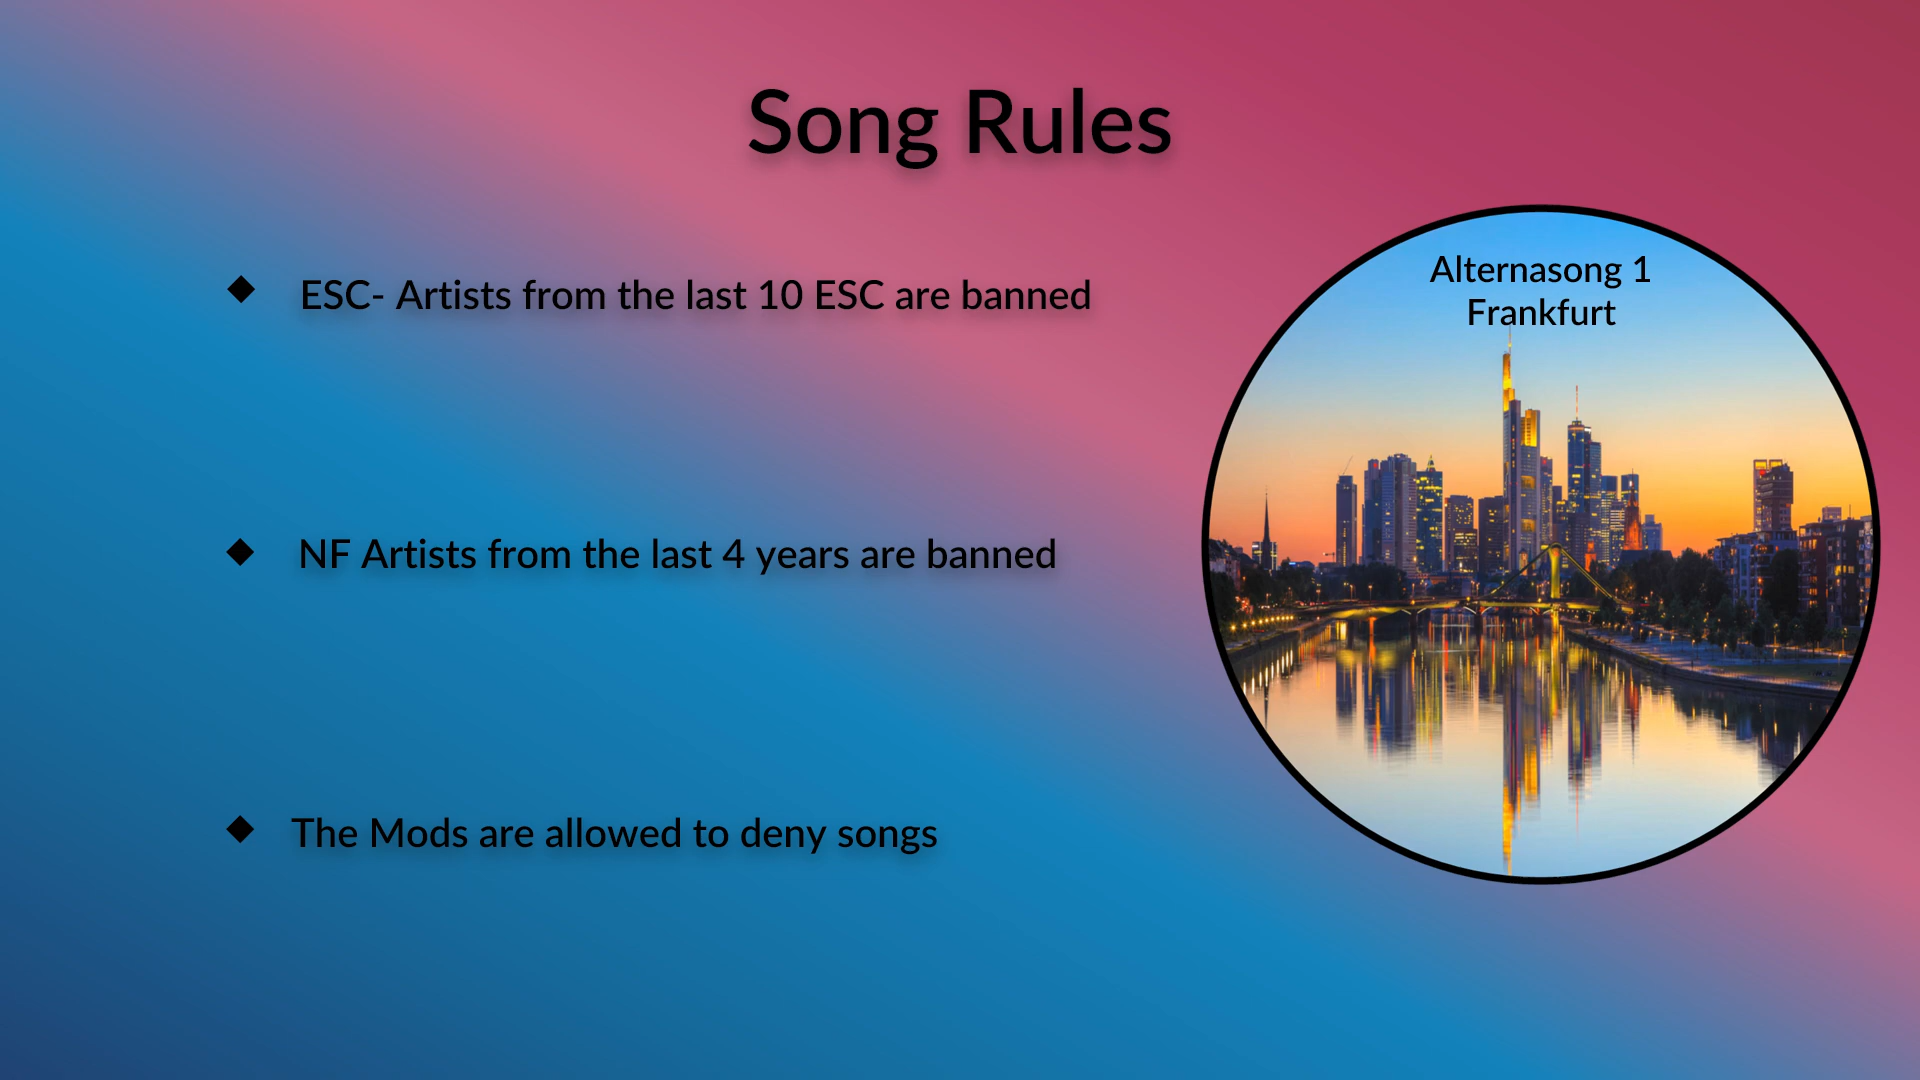 Song Rules
ESC- Artists from the last 10 ESC are banned
NF Artists from the last 4 years are banned
The Mods are allowed to deny songs
Alternasong 1
Frankfurt